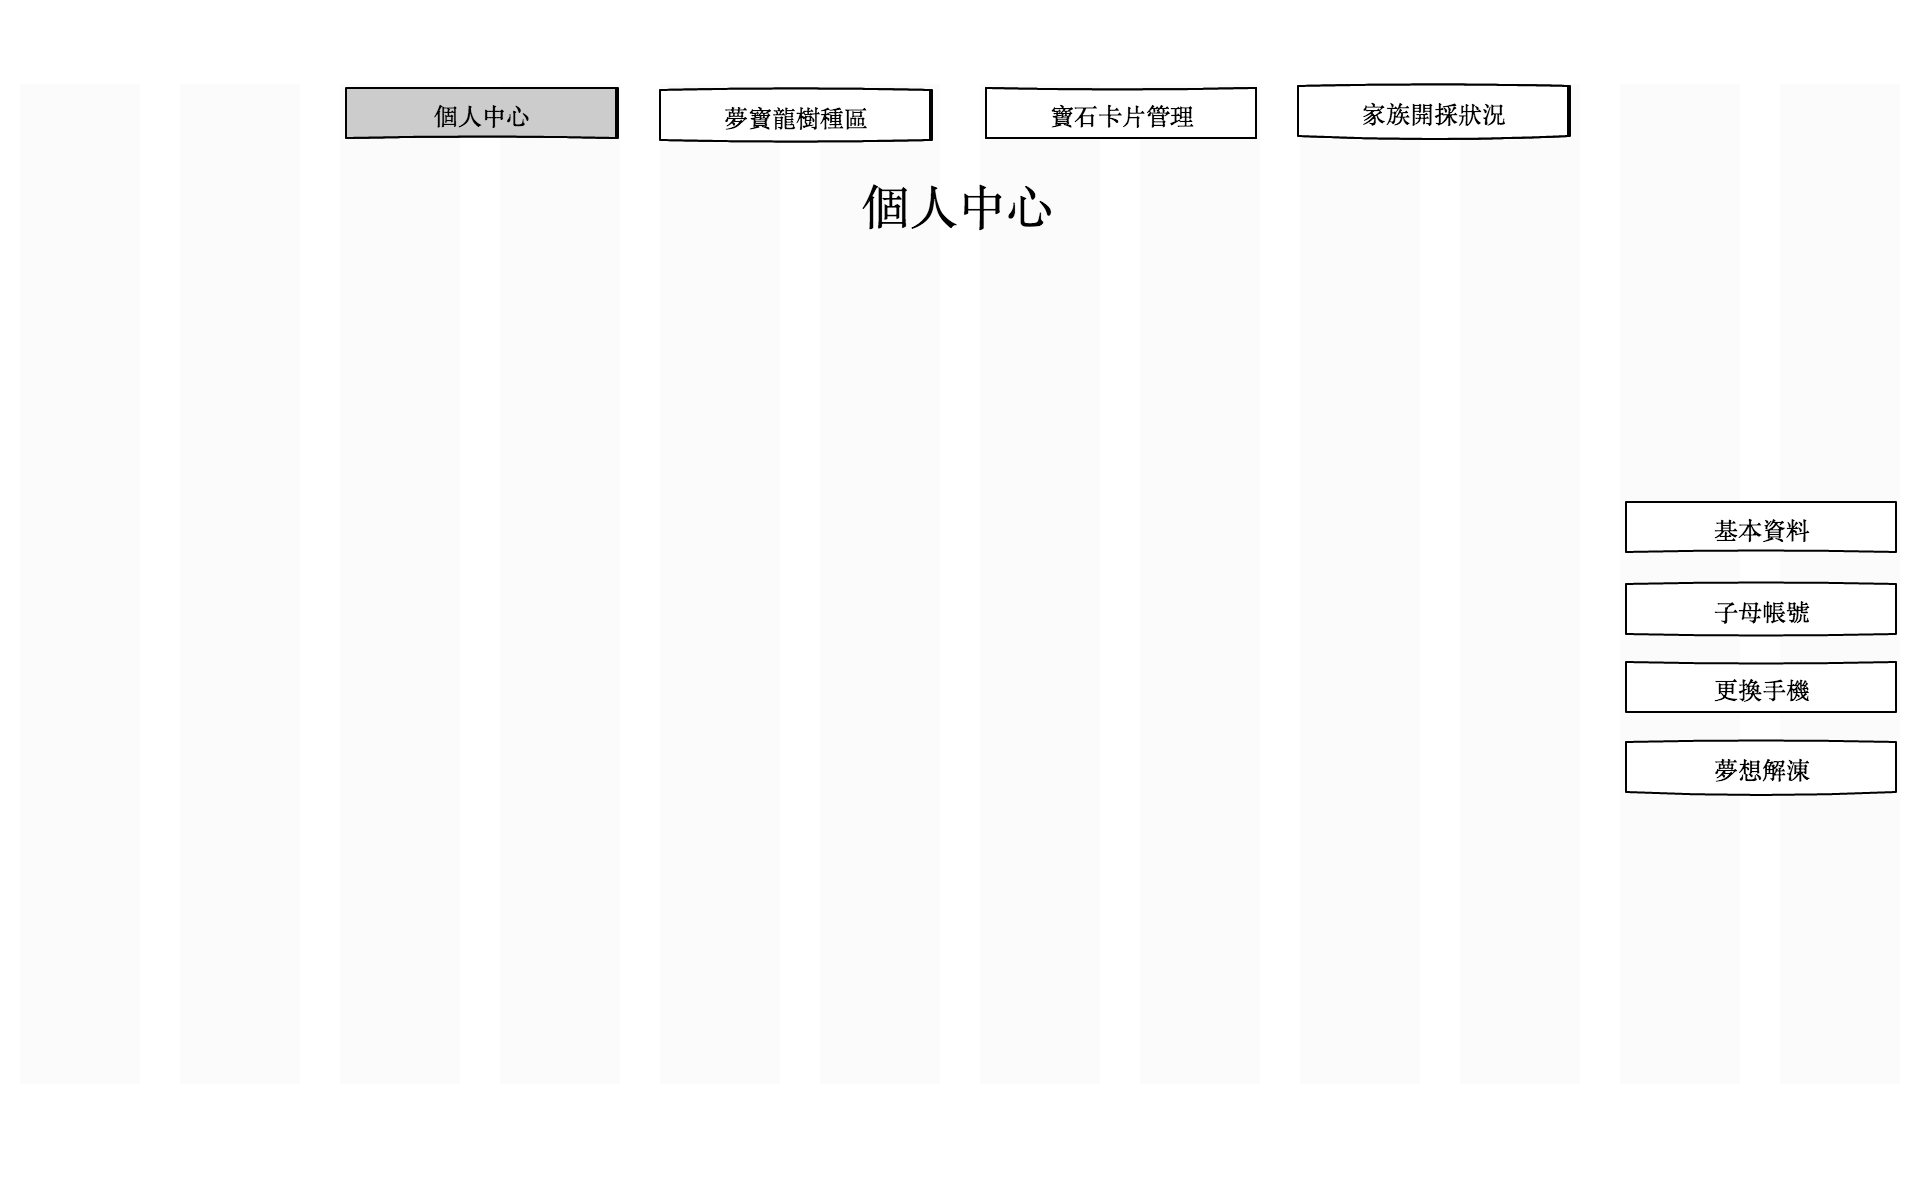 個人中心
夢寶龍樹種區
寶石卡片管理
家族開採狀況
個人中心
基本資料
子母帳號
更換手機
夢想解涷